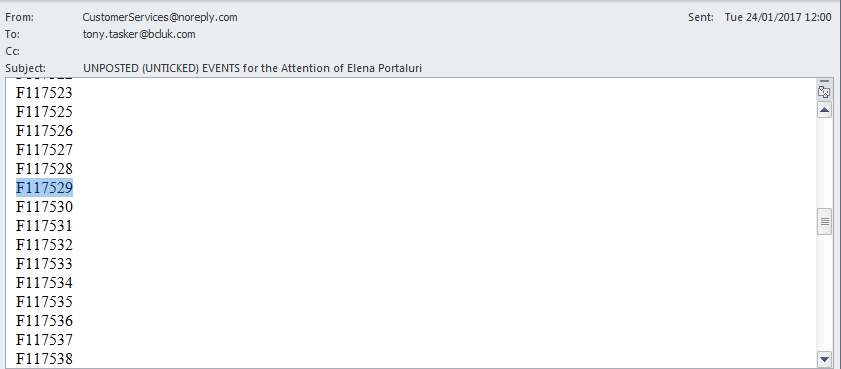 From: CustomerServices@noreply.com Sent: Tue 24/01/2017 12:00
To: tony.tasker@bcluk.com
Cc:
Subject: UNPOSTED (UNTICKED) EVENTS for the Attention of Elena Portaluri
F117523
F117525
F117526
F117527
F117528
F117529
F117530
F117531
F117532
F117533
F117534
F117535
F117536
F117537
F117538